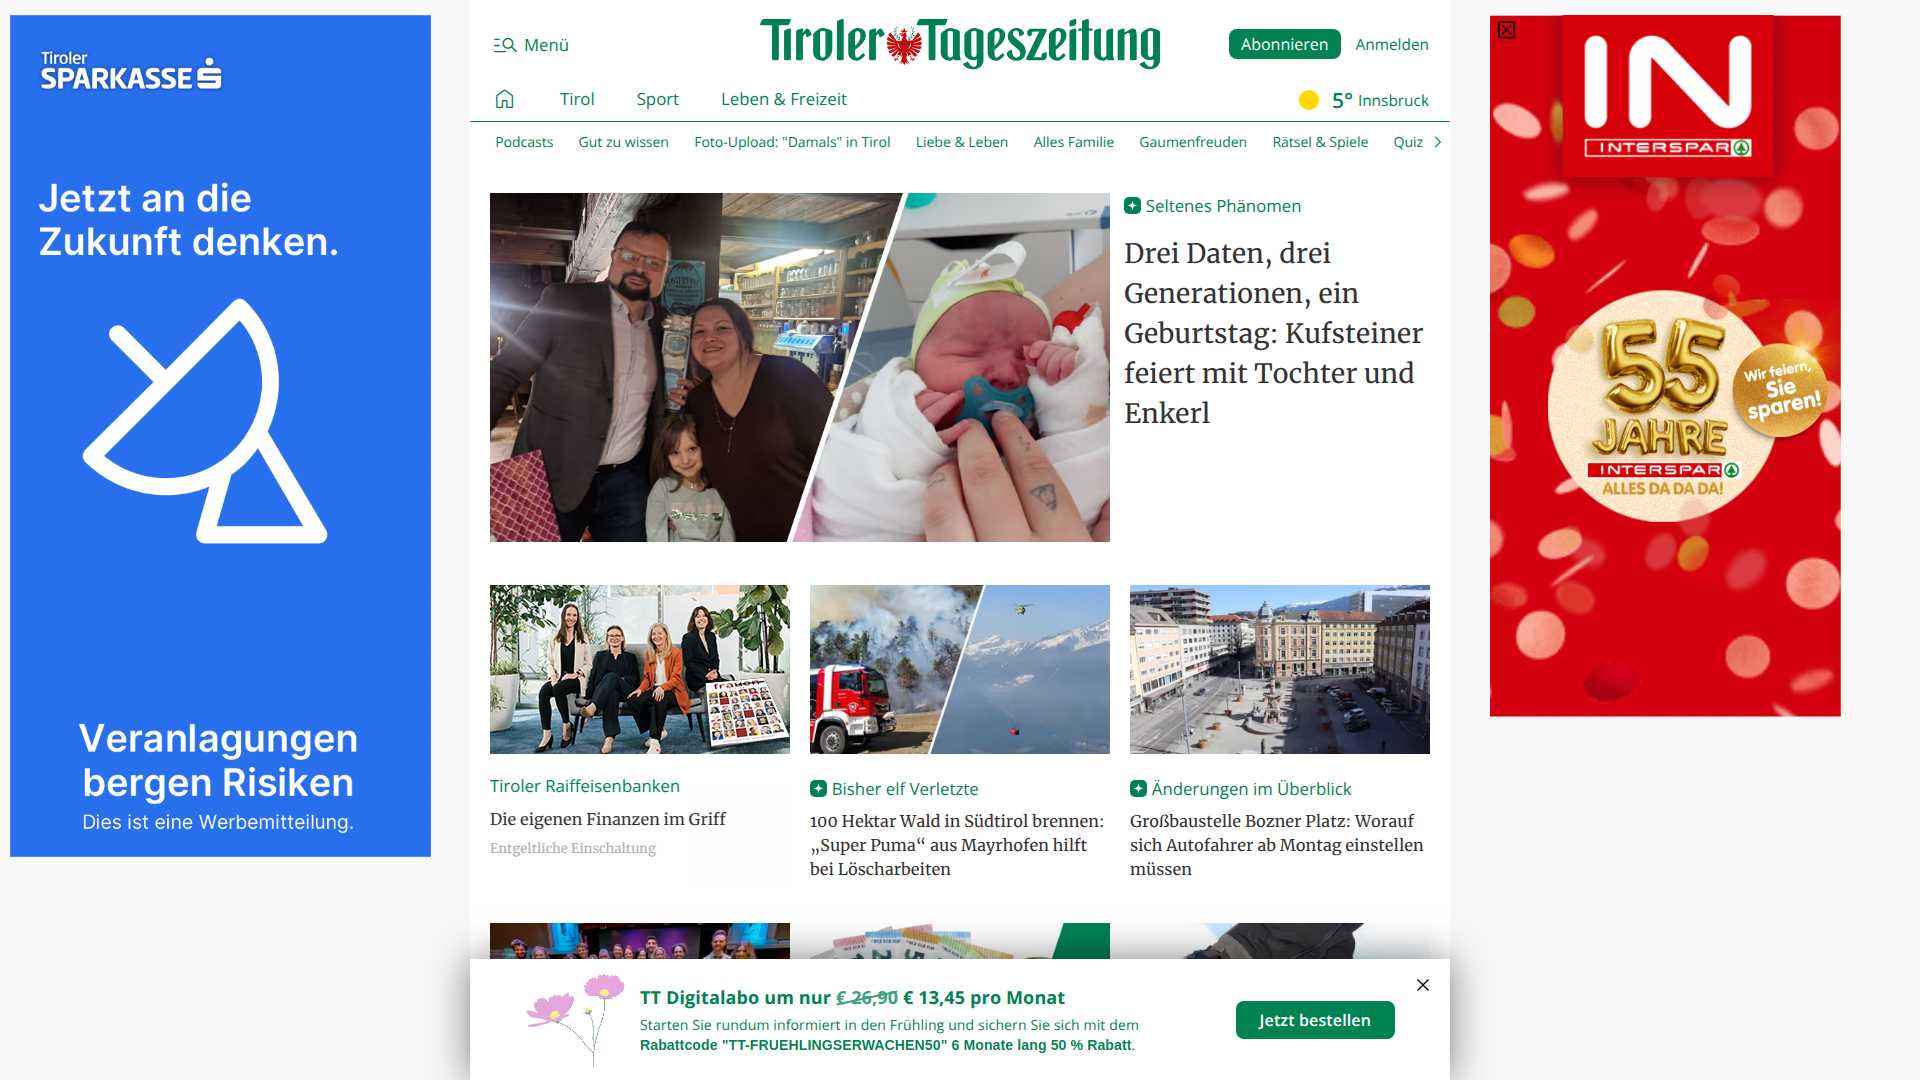 Tiroler
SPARKASSE
Jetzt an die
Zukunft denken.
Veranlagungen
bergen Risiken
Dies ist eine Werbemitteilung.
Menü
Tiroler Tageszeitung
Abonnieren
Anmelden
Tirol
Sport
Leben & Freizeit
5° Innsbruck
Podcasts
Gut zu wissen
Foto-Upload: "Damals" in Tirol
Liebe & Leben
Alles Familie
Gaumenfreuden
Rätsel & Spiele
Quiz
Seltenes Phänomen
Drei Daten, drei
Generationen, ein
Geburtstag: Kufsteiner
feiert mit Tochter und
Enkerl
frauen
Tiroler Raiffeisenbanken
Die eigenen Finanzen im Griff
Entgeltliche Einschaltung
Bisher elf Verletzte
100 Hektar Wald in Südtirol brennen:
„Super Puma“ aus Mayrhofen hilft
bei Löscharbeiten
Änderungen im Überblick
Großbaustelle Bozner Platz: Worauf
sich Autofahrer ab Montag einstellen
müssen
TT Digitalabo um nur € 26,90 € 13,45 pro Monat
Starten Sie rundum informiert in den Frühling und sichern Sie sich mit dem
Rabattcode "TT-FRUEHLINGSERWACHEN50" 6 Monate lang 50 % Rabatt.
Jetzt bestellen
IN
INTERSPAR
55
JAHRE
INTERSPAR
ALLES DA DA DA!
Wir feiern,
Sie
sparen!